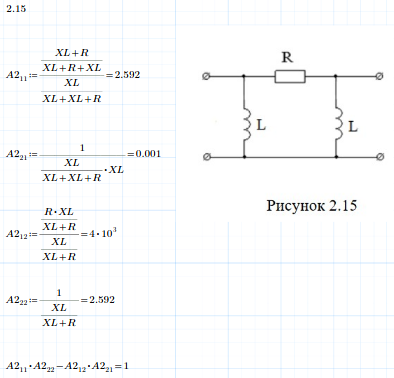 2.15
A2₁₁:=((XL+R)/(XL+R+XL))/((XL)/(XL+XL+R))=2.592
A2₂₁:=1/((XL)/(XL+XL+R)·XL)=0.001
A2₁₂:=((R·XL)/(XL+R))/((XL)/(XL+R))=4·10³
A2₂₂:=1/((XL)/(XL+R))=2.592
A2₁₁·A2₂₂−A2₁₂·A2₂₁=1
R
L
L
Рисунок 2.15